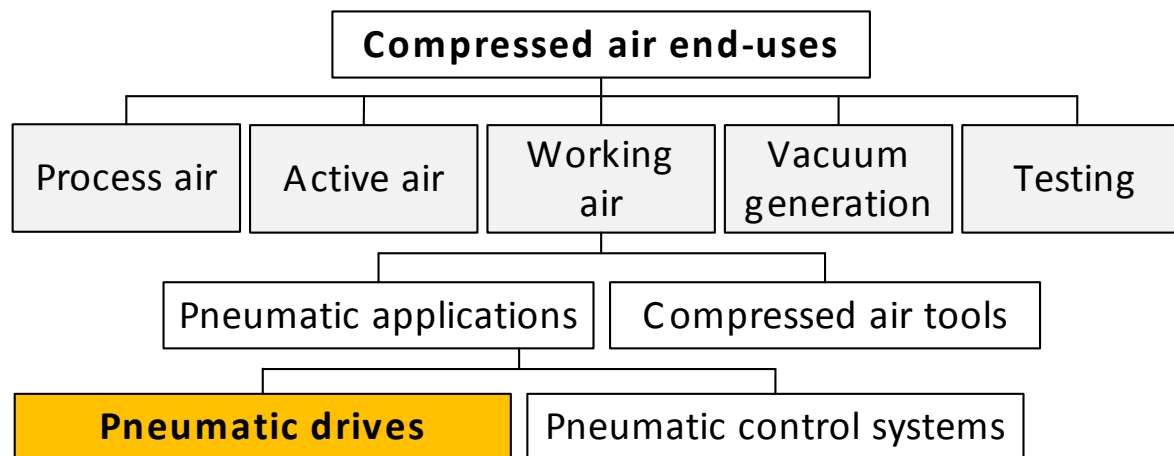 Compressed air end-uses
Process air
Active air
Working
air
Vacuum
generation
Testing
Pneumatic applications
Compressed air tools
Pneumatic drives
Pneumatic control systems